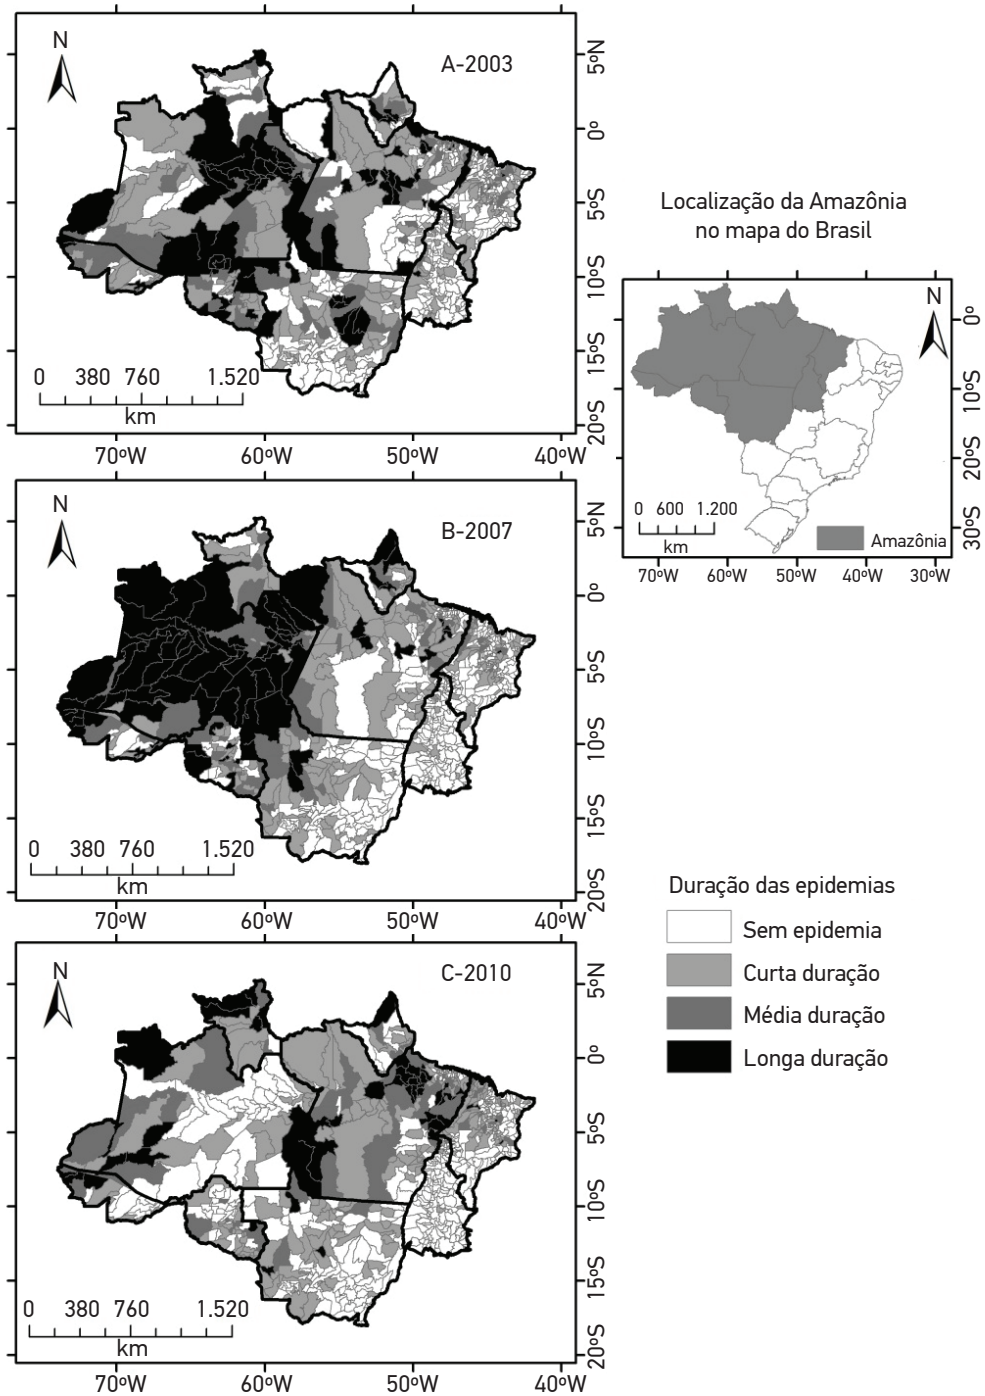 N
A-2003
5ºN
0º
5ºS
10ºS
15ºS
20ºS
0 380 760 1.520
km
70ºW 60ºW 50ºW 40ºW
Localização da Amazônia
no mapa do Brasil
N
0º
10ºS
20ºS
30ºS
0 600 1.200
km
Amazônia
70ºW 60ºW 50ºW 40ºW 30ºW
N
B-2007
5ºN
0º
5ºS
10ºS
15ºS
20ºS
0 380 760 1.520
km
70ºW 60ºW 50ºW 40ºW
Duração das epidemias
Sem epidemia
Curta duração
Média duração
Longa duração
N
C-2010
5ºN
0º
5ºS
10ºS
15ºS
20ºS
0 380 760 1.520
km
70ºW 60ºW 50ºW 40ºW